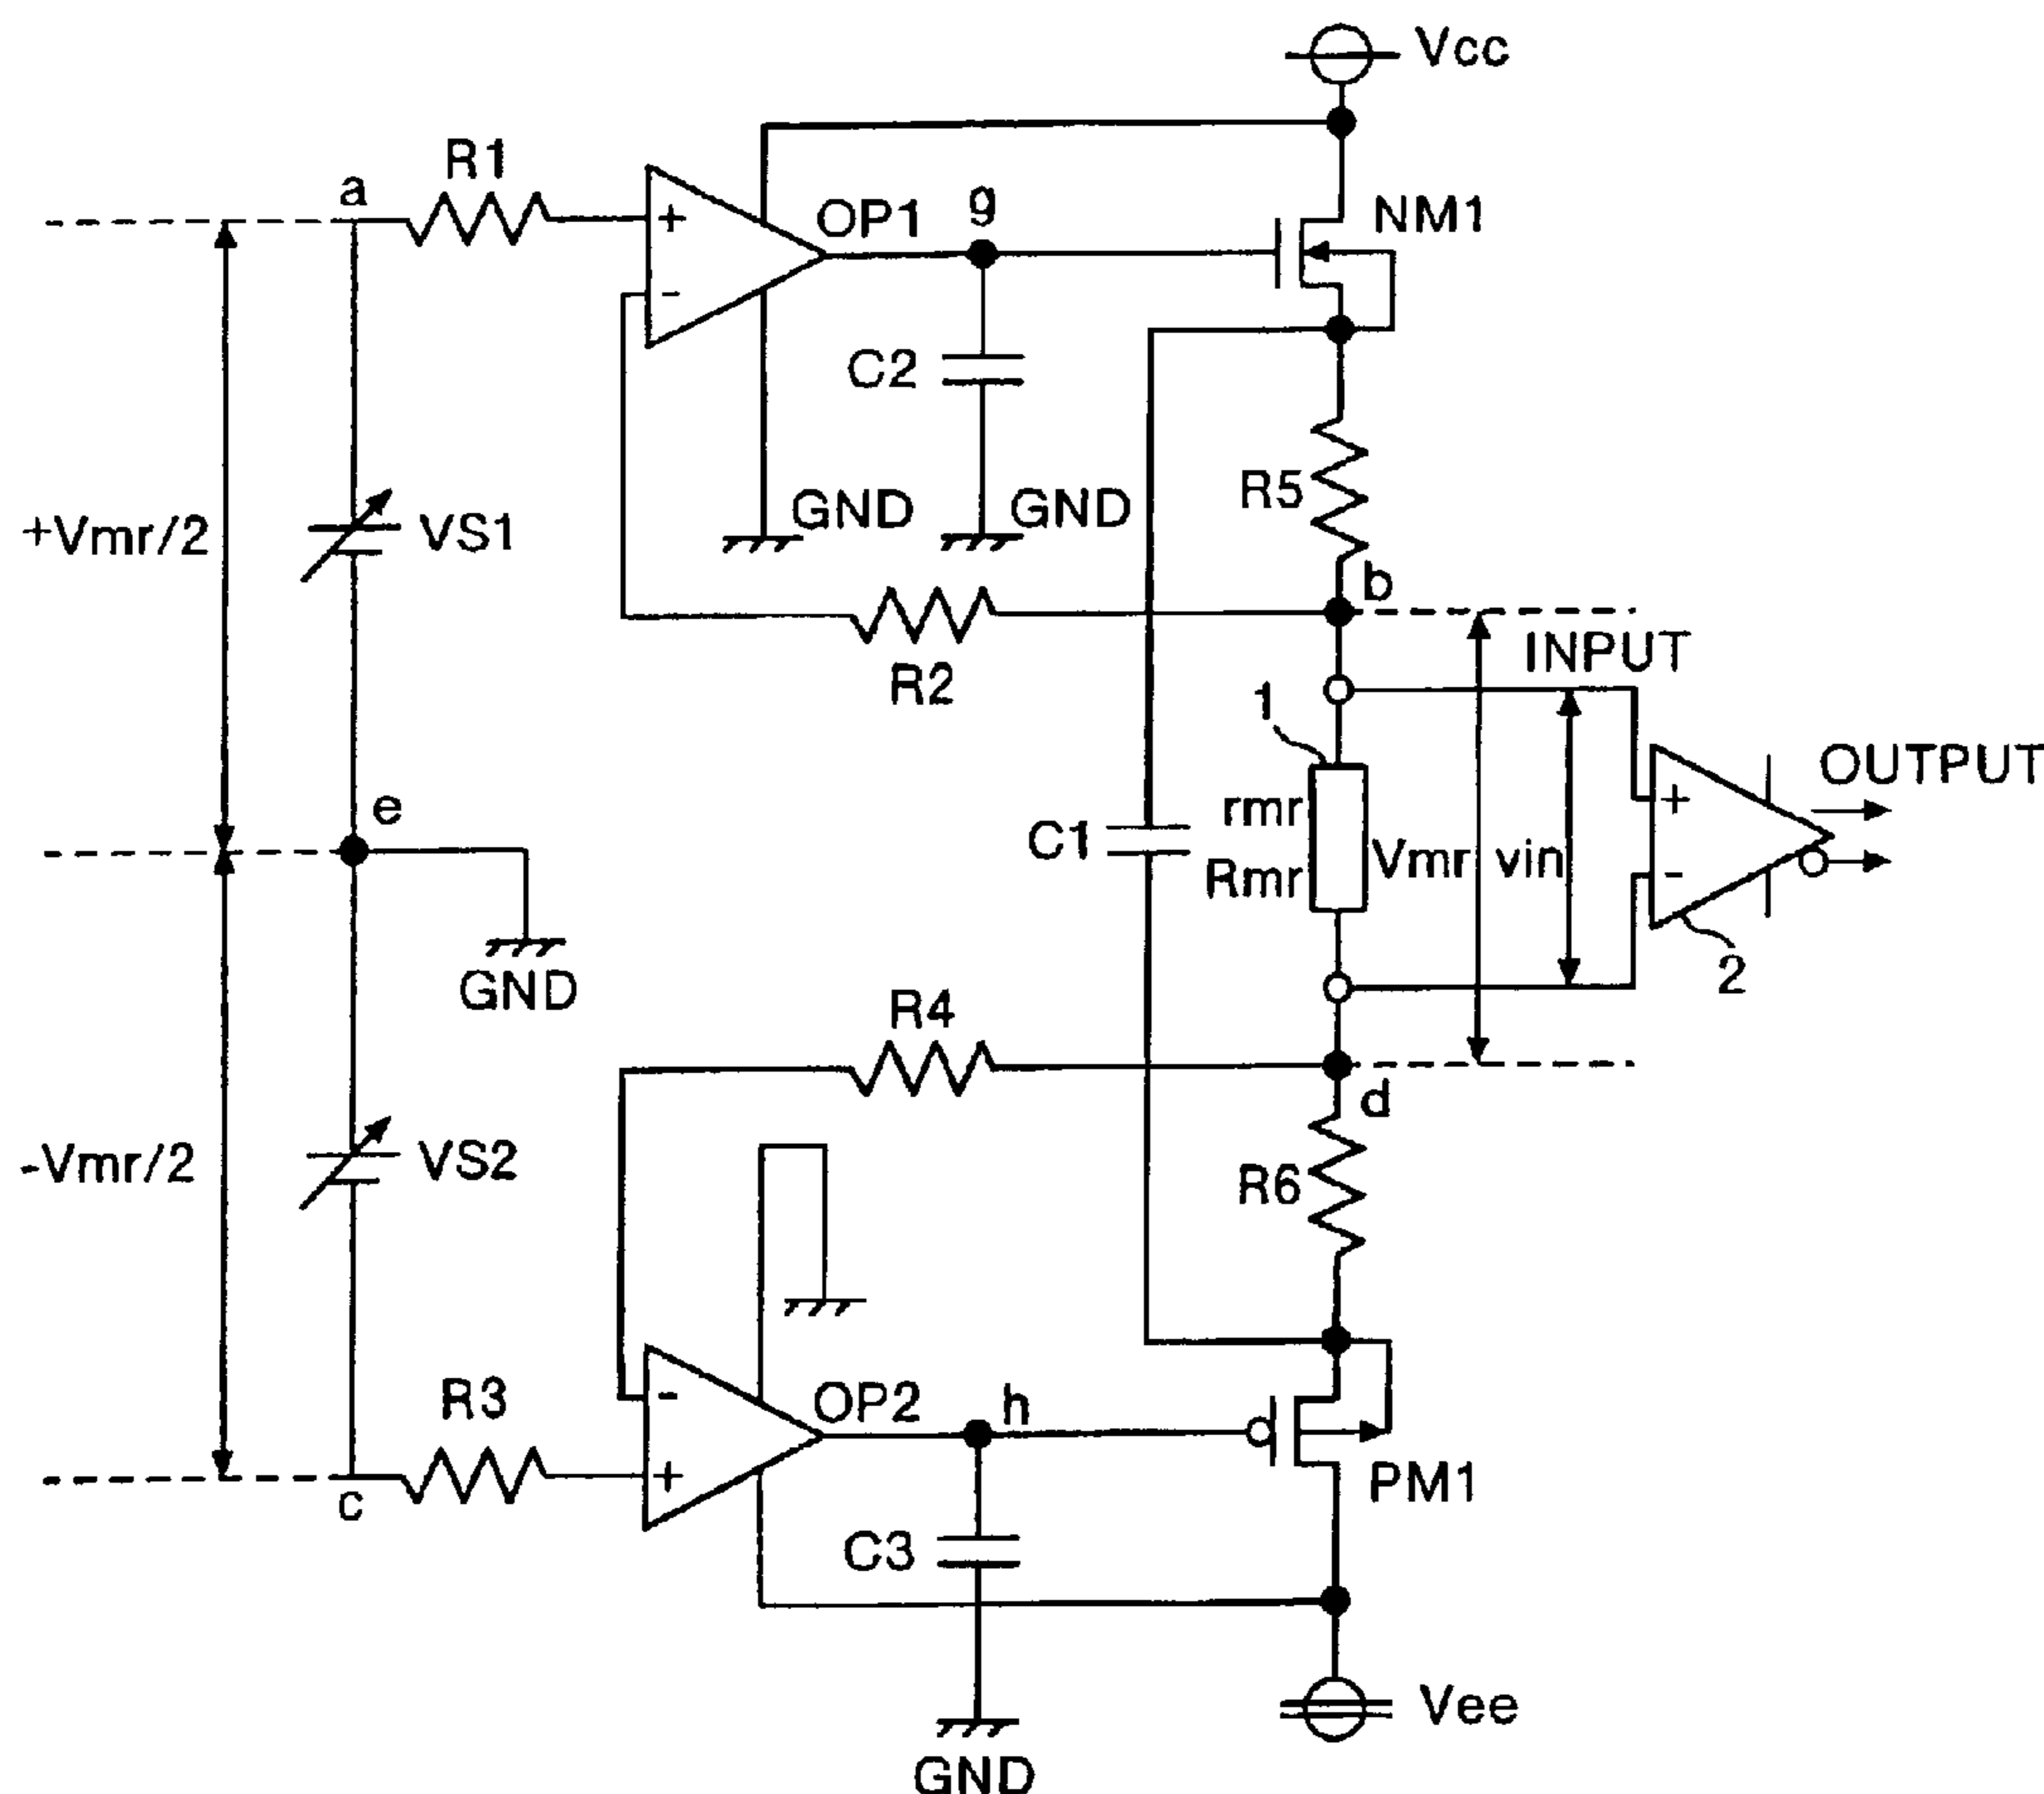 Vcc
R1
a
+
OP1
g
NM1
-
C2
R5
+Vmr/2
VS1
GND
GND
b
R2
INPUT
1
OUTPUT
e
rmr
+
C1
Rmr
Vmr
vin
-
GND
R4
2
d
-Vmr/2
VS2
R6
R3
-
OP2
h
c
+
PM1
C3
Vee
GND